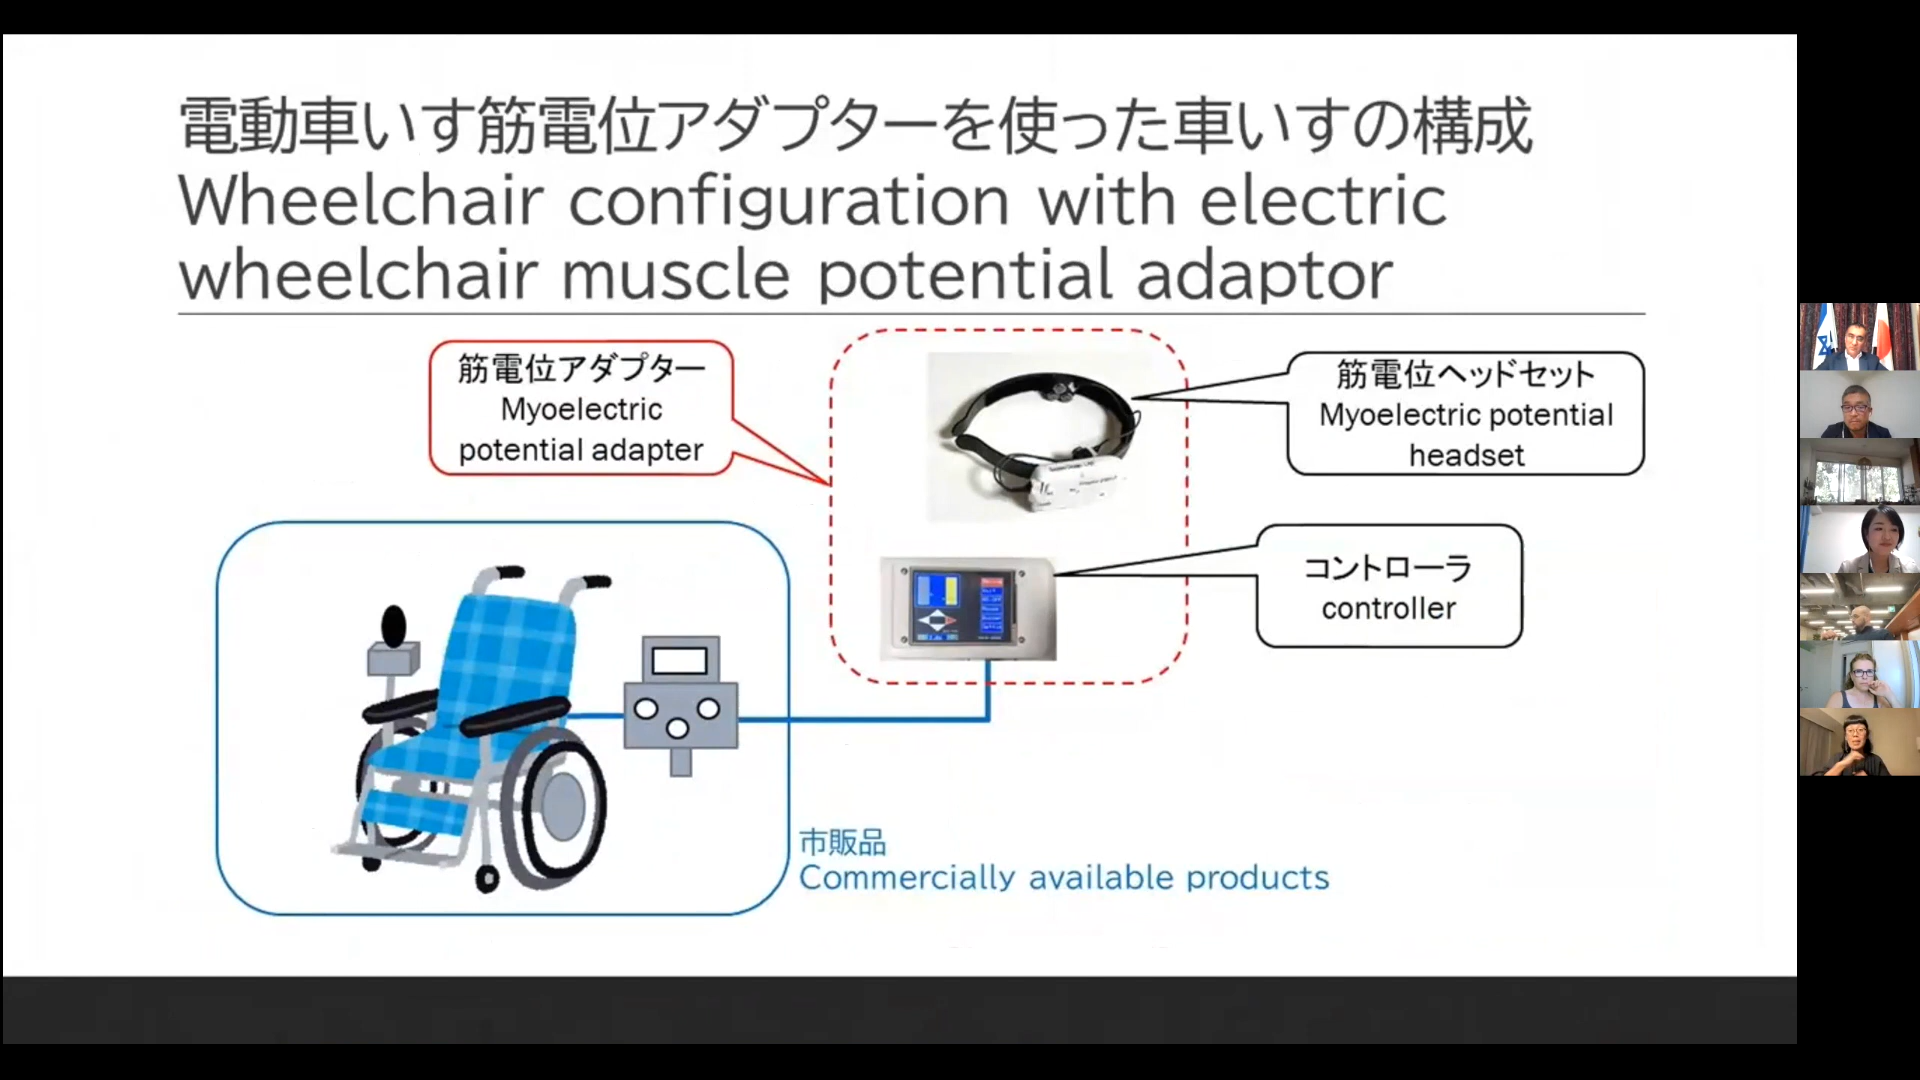 電動車いす筋電位アダプターを使った車いすの構成
Wheelchair configuration with electric
wheelchair muscle potential adaptor
筋電位アダプター
Myoelectric
potential adapter
筋電位ヘッドセット
Myoelectric potential
headset
コントローラ
controller
市販品
Commercially available products